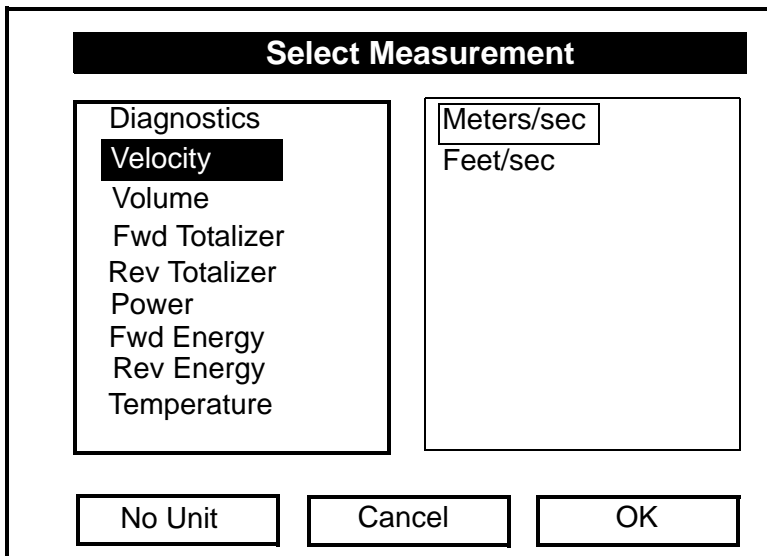 Select Measurement
Diagnostics
Velocity
Volume
Fwd Totalizer
Rev Totalizer
Power
Fwd Energy
Rev Energy
Temperature
Meters/sec
Feet/sec
No Unit
Cancel
OK